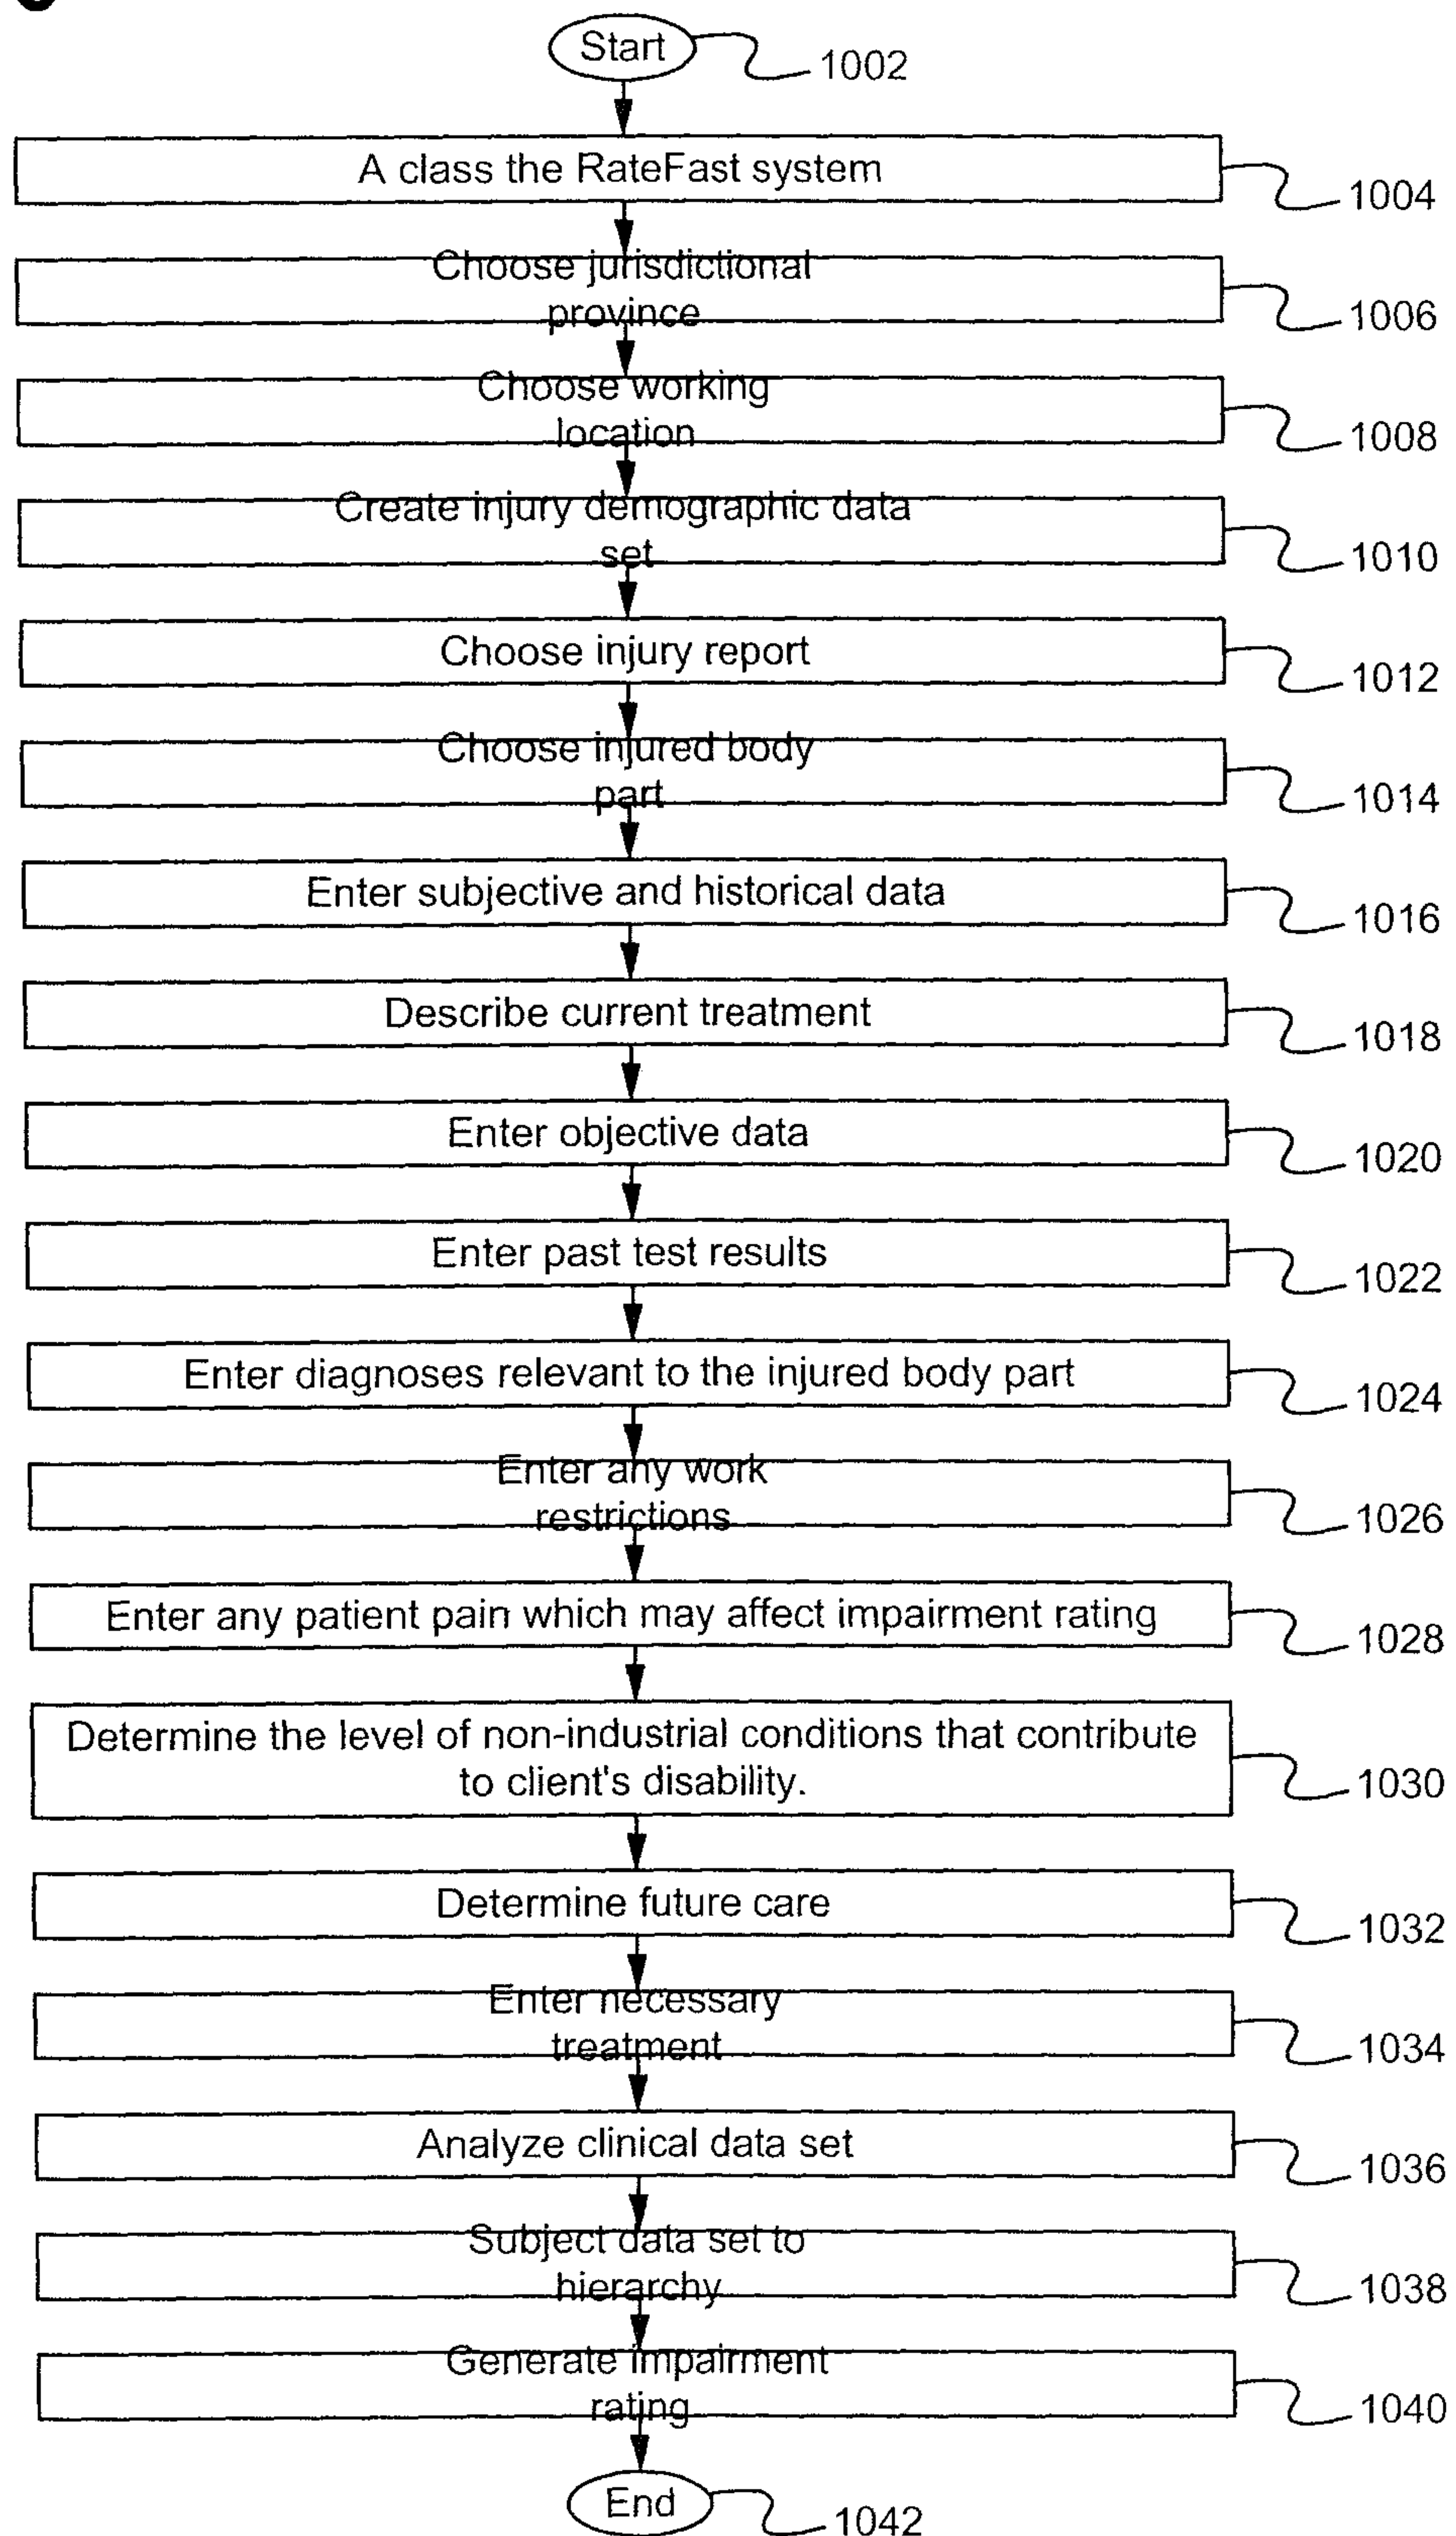 Start
1002
A class the RateFast system
1004
Choose jurisdictional
province
1006
Choose working
location
1008
Create injury demographic data
set
1010
Choose injury report
1012
Choose injured body
part
1014
Enter subjective and historical data
1016
Describe current treatment
1018
Enter objective data
1020
Enter past test results
1022
Enter diagnoses relevant to the injured body part
1024
Enter any work
restrictions
1026
Enter any patient pain which may affect impairment rating
1028
Determine the level of non-industrial conditions that contribute
to client's disability.
1030
Determine future care
1032
Enter necessary
treatment
1034
Analyze clinical data set
1036
Subject data set to
hierarchy
1038
Generate impairment
rating
1040
End
1042